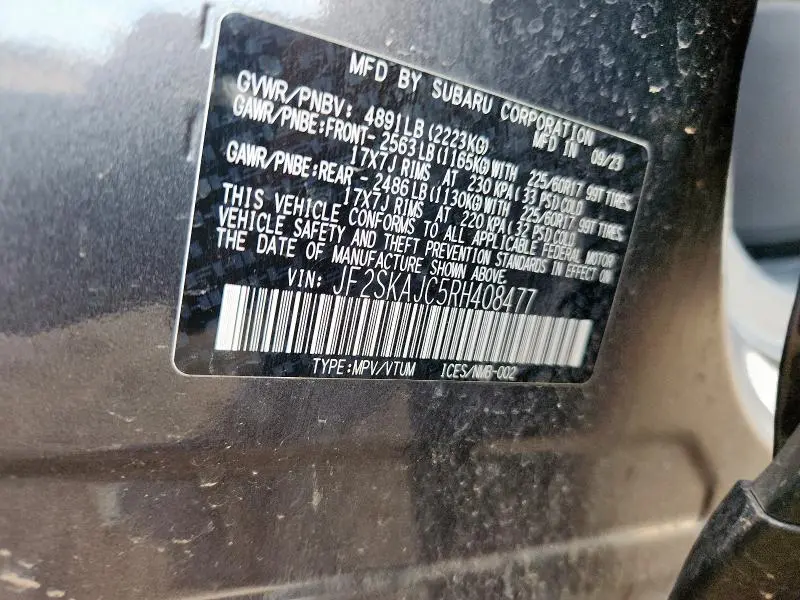 MFD BY SUBARU CORPORATION
GVWR/PNBV: 4891LB(2223KG) MFD IN 09/23
GAWR/PNBE:FRONT- 2563LB(1165KG)WITH 225/60R17 99T TIRES,
17X7J RIMS AT 230 KPA(33 PSI)COLD
GAWR/PNBE:REAR -2486LB(1130KG)WITH 225/60R17 99T TIRES,
17X7J RIMS AT 220 KPA(32 PSI)COLD
THIS VEHICLE CONFORMS TO ALL APPLICABLE FEDERAL MOTOR
VEHICLE SAFETY AND THEFT PREVENTION STANDARDS IN EFFECT ON
THE DATE OF MANUFACTURE SHOWN ABOVE.
VIN: JF2SKAJC5RH408477
TYPE:MPV/VTUM ICES/NMB-002